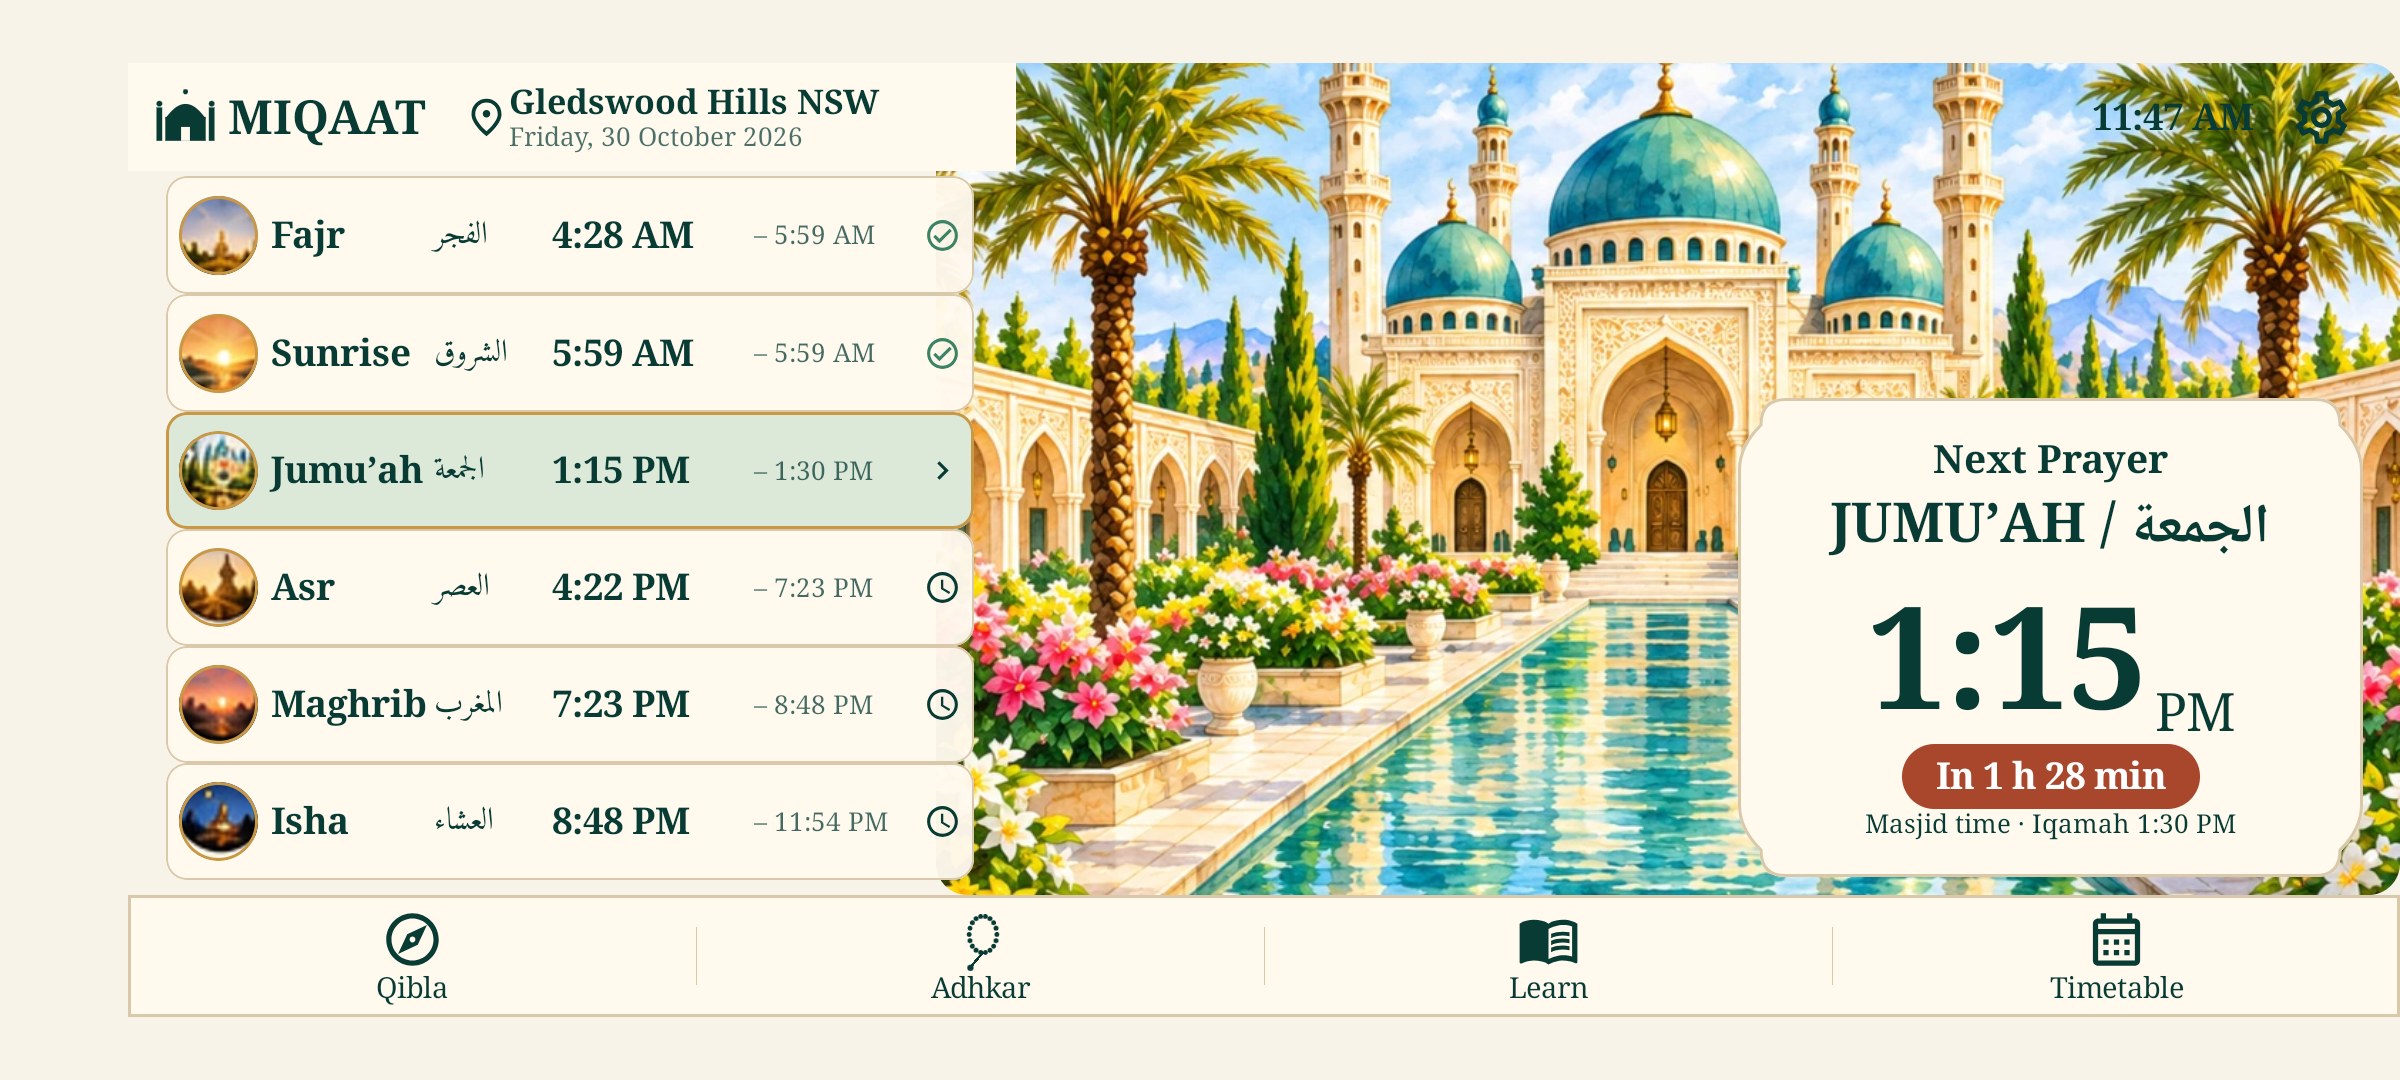 MIQAAT
Gledswood Hills NSW
Friday, 30 October 2026
11:47 AM
Fajr الفجر 4:28 AM – 5:59 AM
Sunrise الشروق 5:59 AM – 5:59 AM
Jumu’ah الجمعة 1:15 PM – 1:30 PM
Asr العصر 4:22 PM – 7:23 PM
Maghrib المغرب 7:23 PM – 8:48 PM
Isha العشاء 8:48 PM – 11:54 PM
Next Prayer
JUMU’AH / الجمعة
1:15 PM
In 1 h 28 min
Masjid time · Iqamah 1:30 PM
Qibla
Adhkar
Learn
Timetable